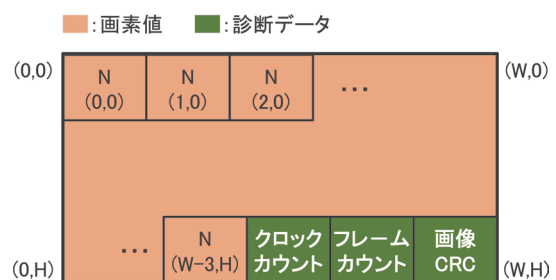 :画素値 :診断データ
(0,0) (W,0)
N N N ...
(0,0) (1,0) (2,0)
... N クロック フレーム 画像
(W-3,H) カウント カウント CRC
(0,H) (W,H)